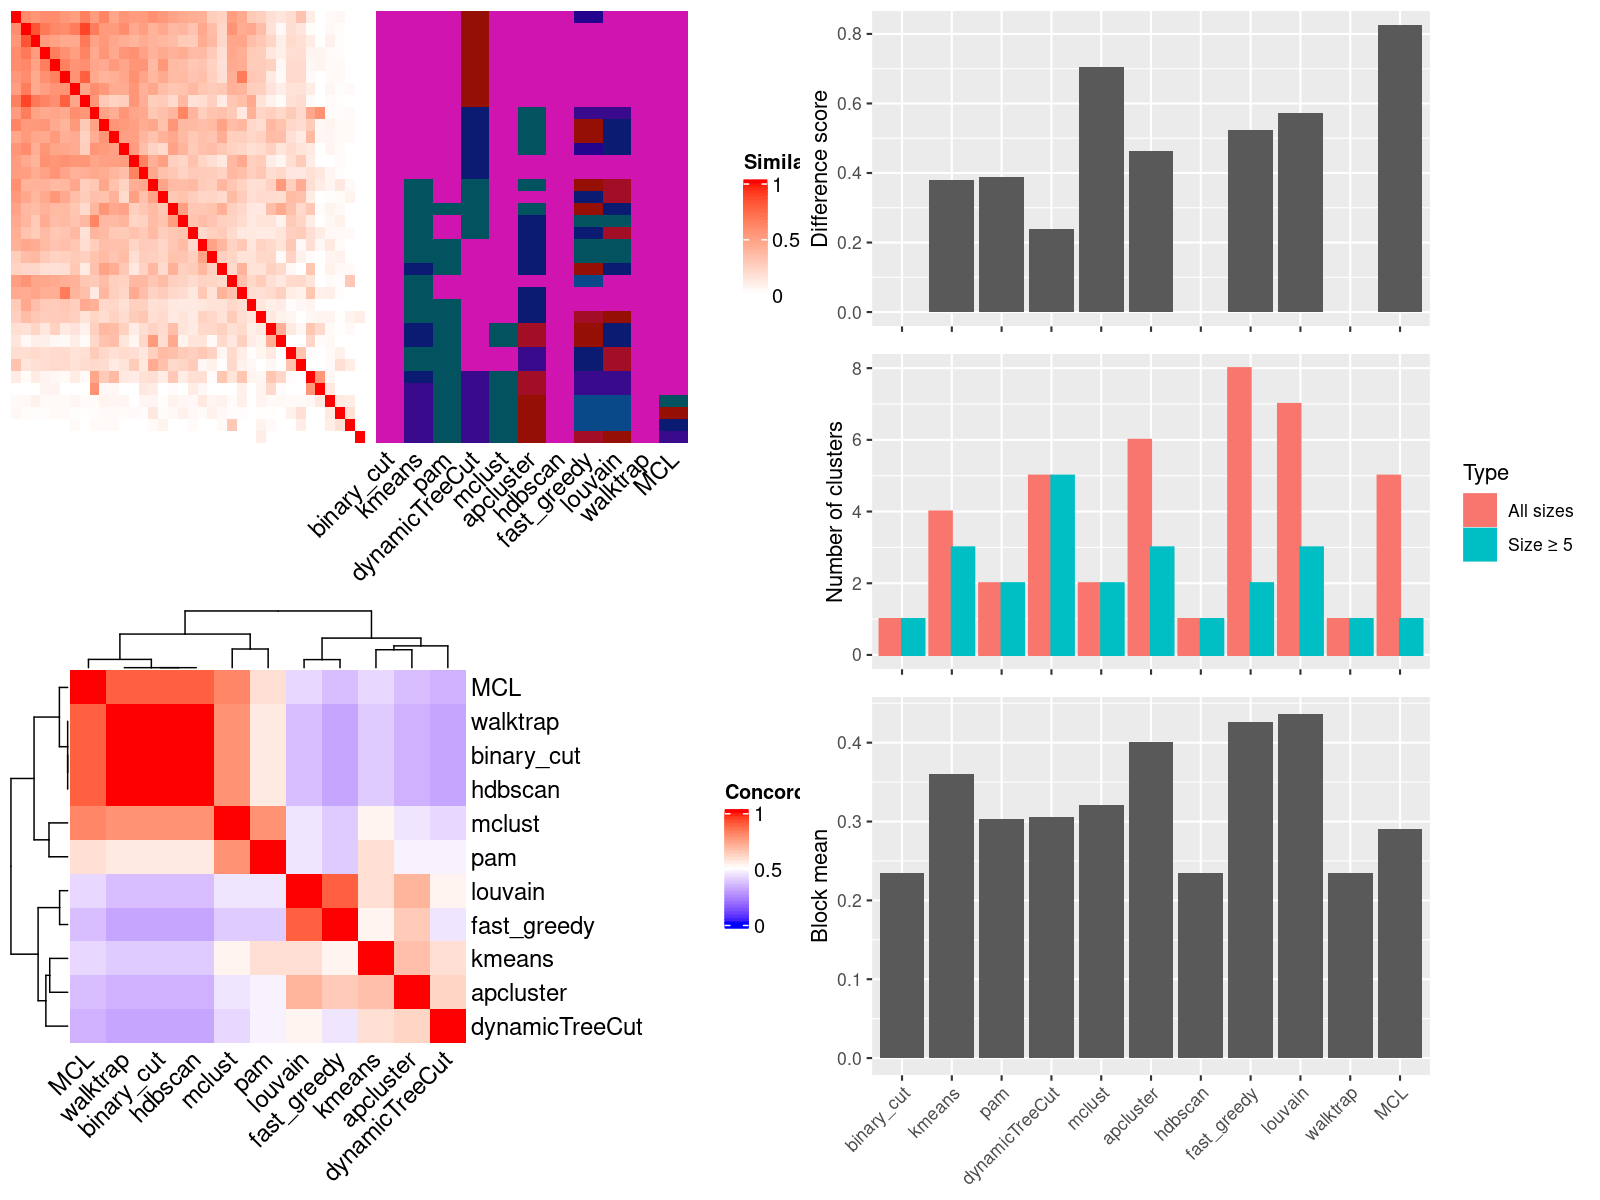 Simila
1
0.5
0
binary_cut
kmeans
pam
dynamicTreeCut
mclust
apcluster
hdbscan
fast_greedy
louvain
walktrap
MCL
Difference score
0.8
0.6
0.4
0.2
0.0
Number of clusters
8
6
4
2
0
Type
All sizes
Size ≥ 5
MCL
walktrap
binary_cut
hdbscan
mclust
pam
louvain
fast_greedy
kmeans
apcluster
dynamicTreeCut
MCL
walktrap
binary_cut
hdbscan
mclust
pam
louvain
fast_greedy
kmeans
apcluster
dynamicTreeCut
Concord
1
0.5
0
Block mean
0.4
0.3
0.2
0.1
0.0
binary_cut
kmeans
pam
dynamicTreeCut
mclust
apcluster
hdbscan
fast_greedy
louvain
walktrap
MCL